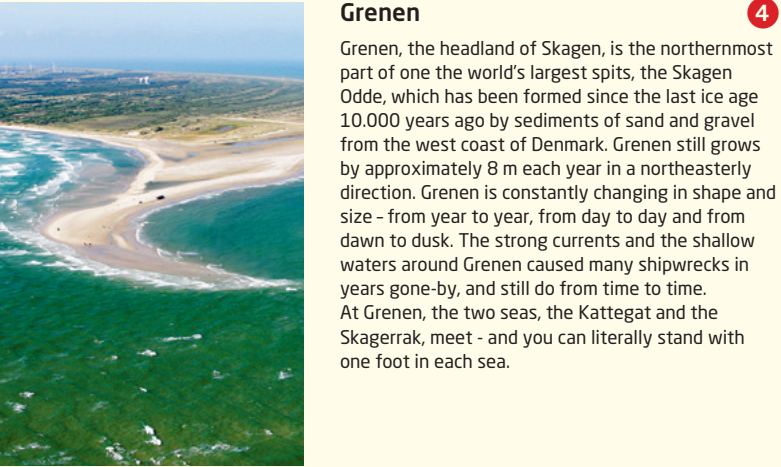 Grenen
4
Grenen, the headland of Skagen, is the northernmost
part of one the world's largest spits, the Skagen
Odde, which has been formed since the last ice age
10.000 years ago by sediments of sand and gravel
from the west coast of Denmark. Grenen still grows
by approximately 8 m each year in a northeasterly
direction. Grenen is constantly changing in shape and
size – from year to year, from day to day and from
dawn to dusk. The strong currents and the shallow
waters around Grenen caused many shipwrecks in
years gone-by, and still do from time to time.
At Grenen, the two seas, the Kattegat and the
Skagerrak, meet - and you can literally stand with
one foot in each sea.